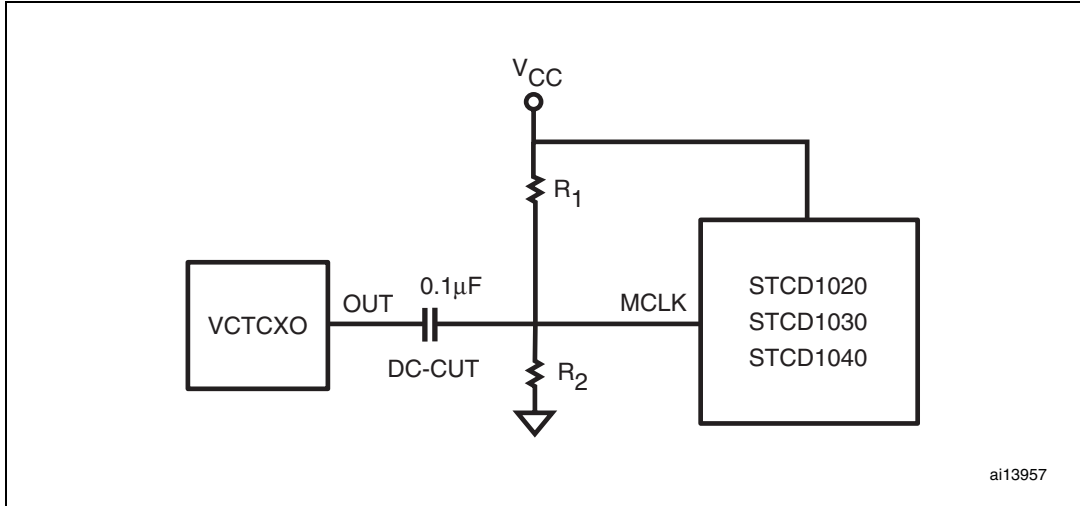 VCC
R1
0.1μF
OUT
MCLK
VCTCXO
DC-CUT
R2
STCD1020
STCD1030
STCD1040
ai13957